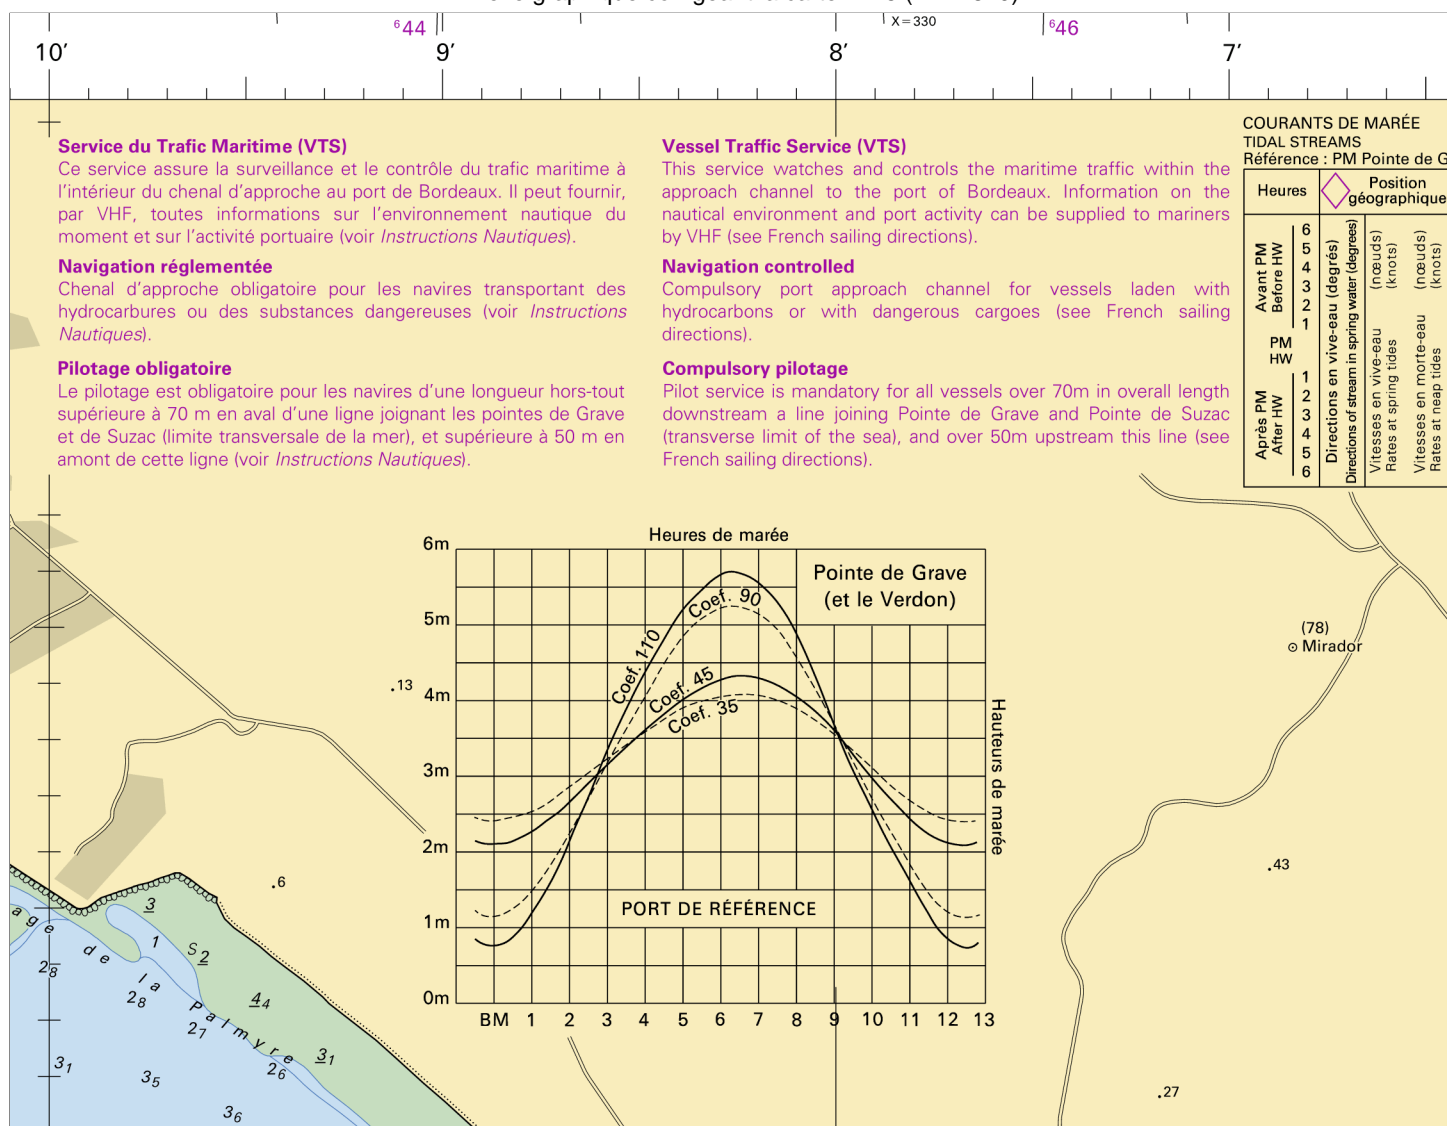 ⁶44
X=330
⁶46
10′
9′
8′
7′
Service du Trafic Maritime (VTS)
Ce service assure la surveillance et le contrôle du trafic maritime à
l’intérieur du chenal d’approche au port de Bordeaux. Il peut fournir,
par VHF, toutes informations sur l’environnement nautique du
moment et sur l’activité portuaire (voir Instructions Nautiques).
Navigation réglementée
Chenal d’approche obligatoire pour les navires transportant des
hydrocarbures ou des substances dangereuses (voir Instructions
Nautiques).
Pilotage obligatoire
Le pilotage est obligatoire pour les navires d’une longueur hors-tout
supérieure à 70 m en aval d’une ligne joignant les pointes de Grave
et de Suzac (limite transversale de la mer), et supérieure à 50 m en
amont de cette ligne (voir Instructions Nautiques).
Vessel Traffic Service (VTS)
This service watches and controls the maritime traffic within the
approach channel to the port of Bordeaux. Information on the
nautical environment and port activity can be supplied to mariners
by VHF (see French sailing directions).
Navigation controlled
Compulsory port approach channel for vessels laden with
hydrocarbons or with dangerous cargoes (see French sailing
directions).
Compulsory pilotage
Pilot service is mandatory for all vessels over 70m in overall length
downstream a line joining Pointe de Grave and Pointe de Suzac
(transverse limit of the sea), and over 50m upstream this line (see
French sailing directions).
COURANTS DE MARÉE
TIDAL STREAMS
Référence : PM Pointe de G
Heures
Position
géographique
Avant PM
Before HW
6
5
4
3
2
1
PM
HW
Après PM
After HW
1
2
3
4
5
6
Directions en vive-eau (degrés)
Directions of stream in spring water (degrees)
Vitesses en vive-eau (nœuds)
Rates at spring tides (knots)
Vitesses en morte-eau (nœuds)
Rates at neap tides (knots)
Heures de marée
6m
5m
4m
3m
2m
1m
0m
Pointe de Grave
(et le Verdon)
Coef. 110
Coef. 90
Coef. 45
Coef. 35
PORT DE RÉFÉRENCE
Hauteurs de marée
BM 1 2 3 4 5 6 7 8 9 10 11 12 13
(78)
Mirador
13
6
43
27
age de la Palmyre
3
1
S 2
28
28
44
27
31
26
31
35
36